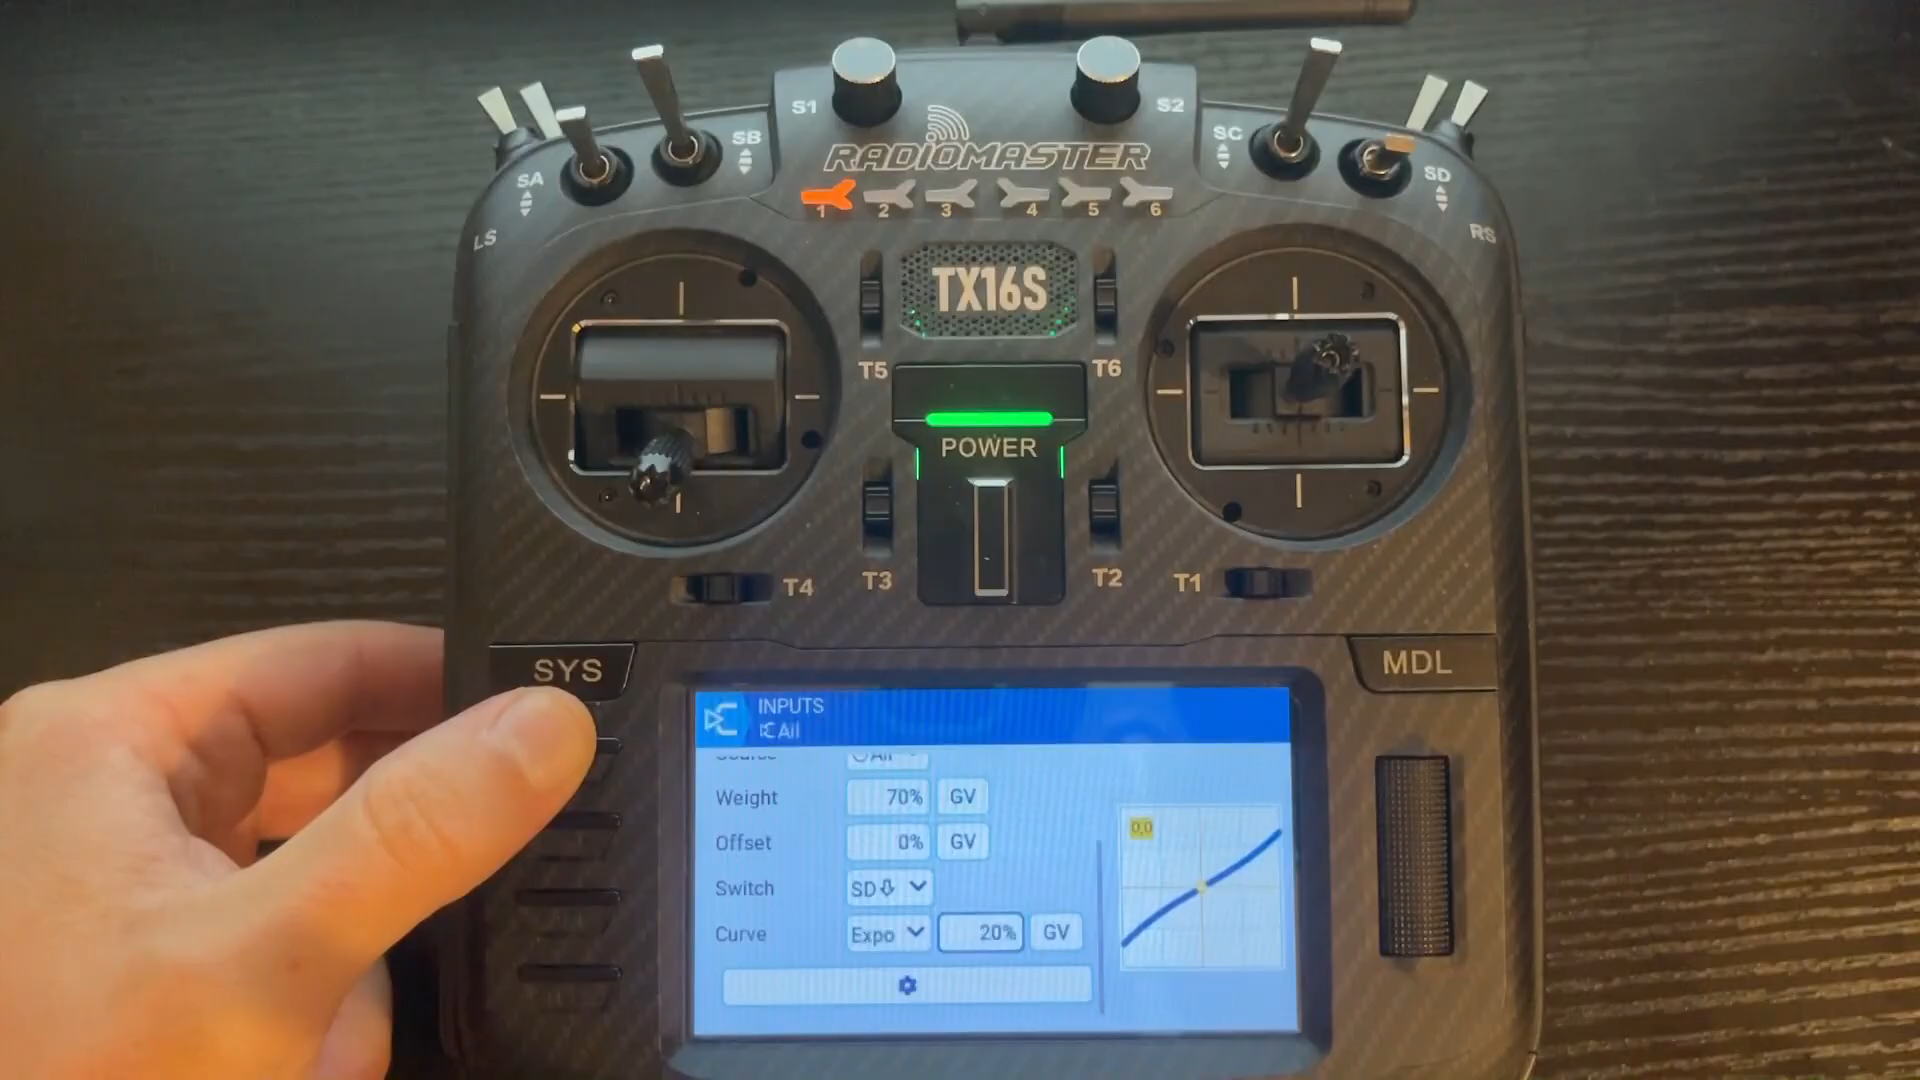 S1
S2
SB
SC
RADIOMASTER
SA
SD
1 2 3 4 5 6
LS
RS
TX16S
T5
T6
POWER
T4
T3
T2
T1
SYS
MDL
INPUTS
Ail
Ail
Weight 70% GV
Offset 0% GV
Switch SD
Curve Expo 20% GV
0,0